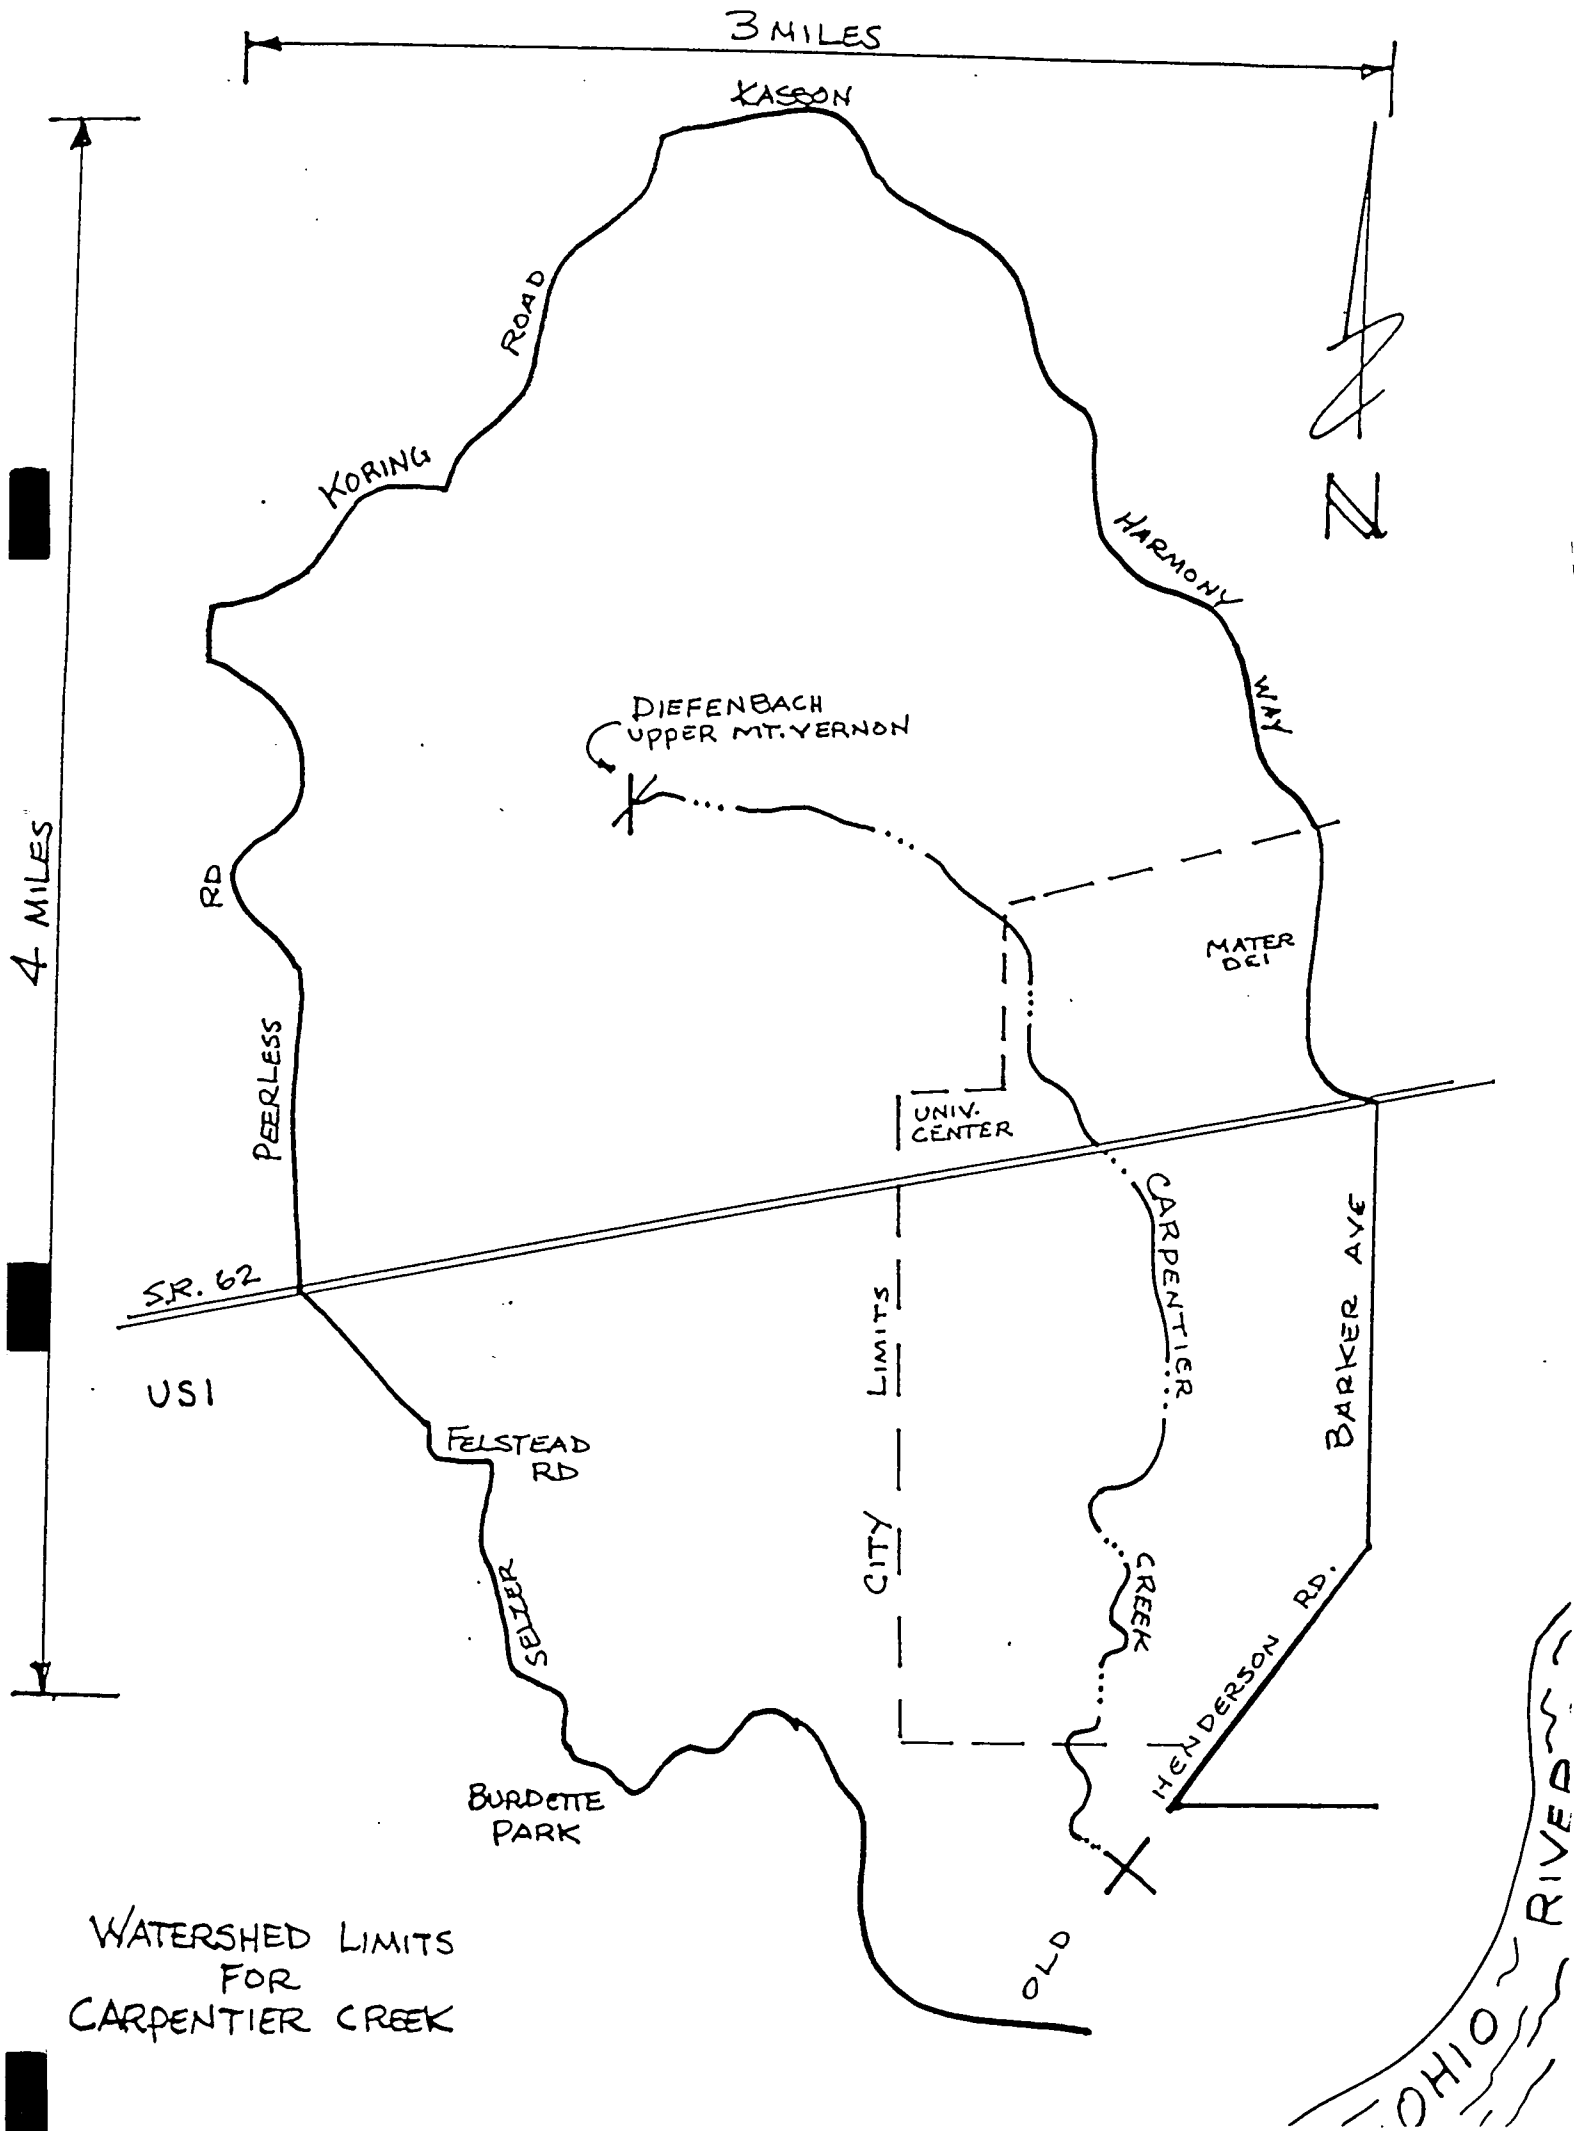 3 MILES
KASSON
ROAD
KORING
HARMONY
WAY
N
DIEFENBACH
UPPER MT. VERNON
4 MILES
RD
PEERLESS
MATER
DEI
UNIV.
CENTER
CARPENTIER
CREEK
BARKER AVE
S.R. 62
USI
CITY LIMITS
FELSTEAD
RD
SELZER
HENDERSON RD.
BURDETTE
PARK
OLD
OHIO RIVER
WATERSHED LIMITS
FOR
CARPENTIER CREEK